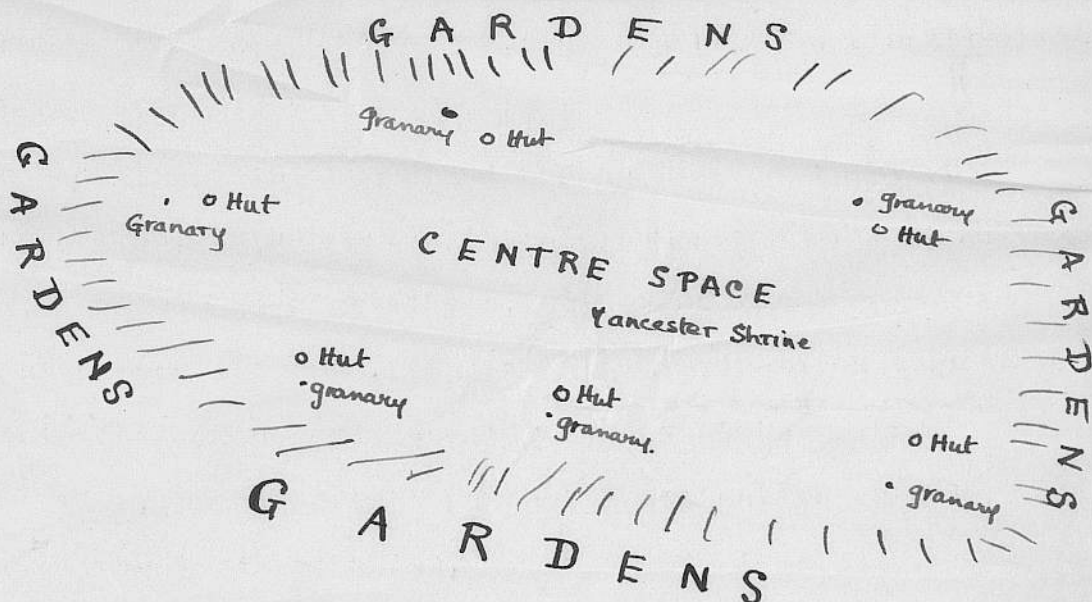 GARDENS
Granary
Hut
GARDENS
Hut
Granary
granary
Hut
GARDENS
CENTRE SPACE
Yancester Shrine
Hut
granary
Hut
granary.
Hut
granary
GARDENS